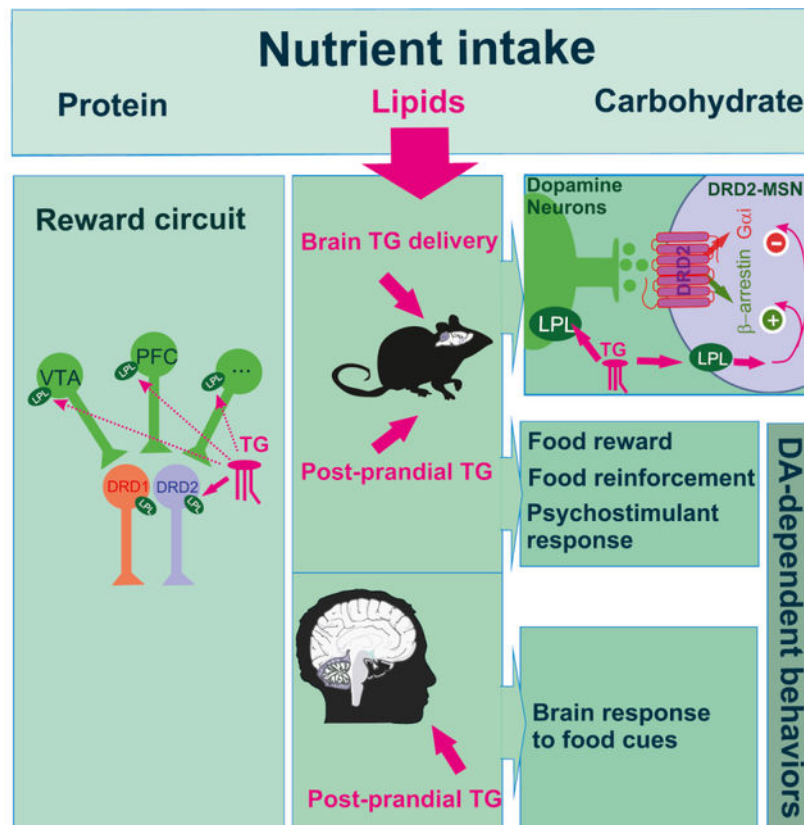 Nutrient intake
Protein
Lipids
Carbohydrate
Reward circuit
VTA
LPL
PFC
LPL
...
LPL
TG
DRD1
LPL
DRD2
LPL
Brain TG delivery
Post-prandial TG
Post-prandial TG
Dopamine
Neurons
DRD2-MSN
DRD2
Gαi
β-arrestin
+
LPL
TG
LPL
Food reward
Food reinforcement
Psychostimulant
response
Brain response
to food cues
DA-dependent behaviors